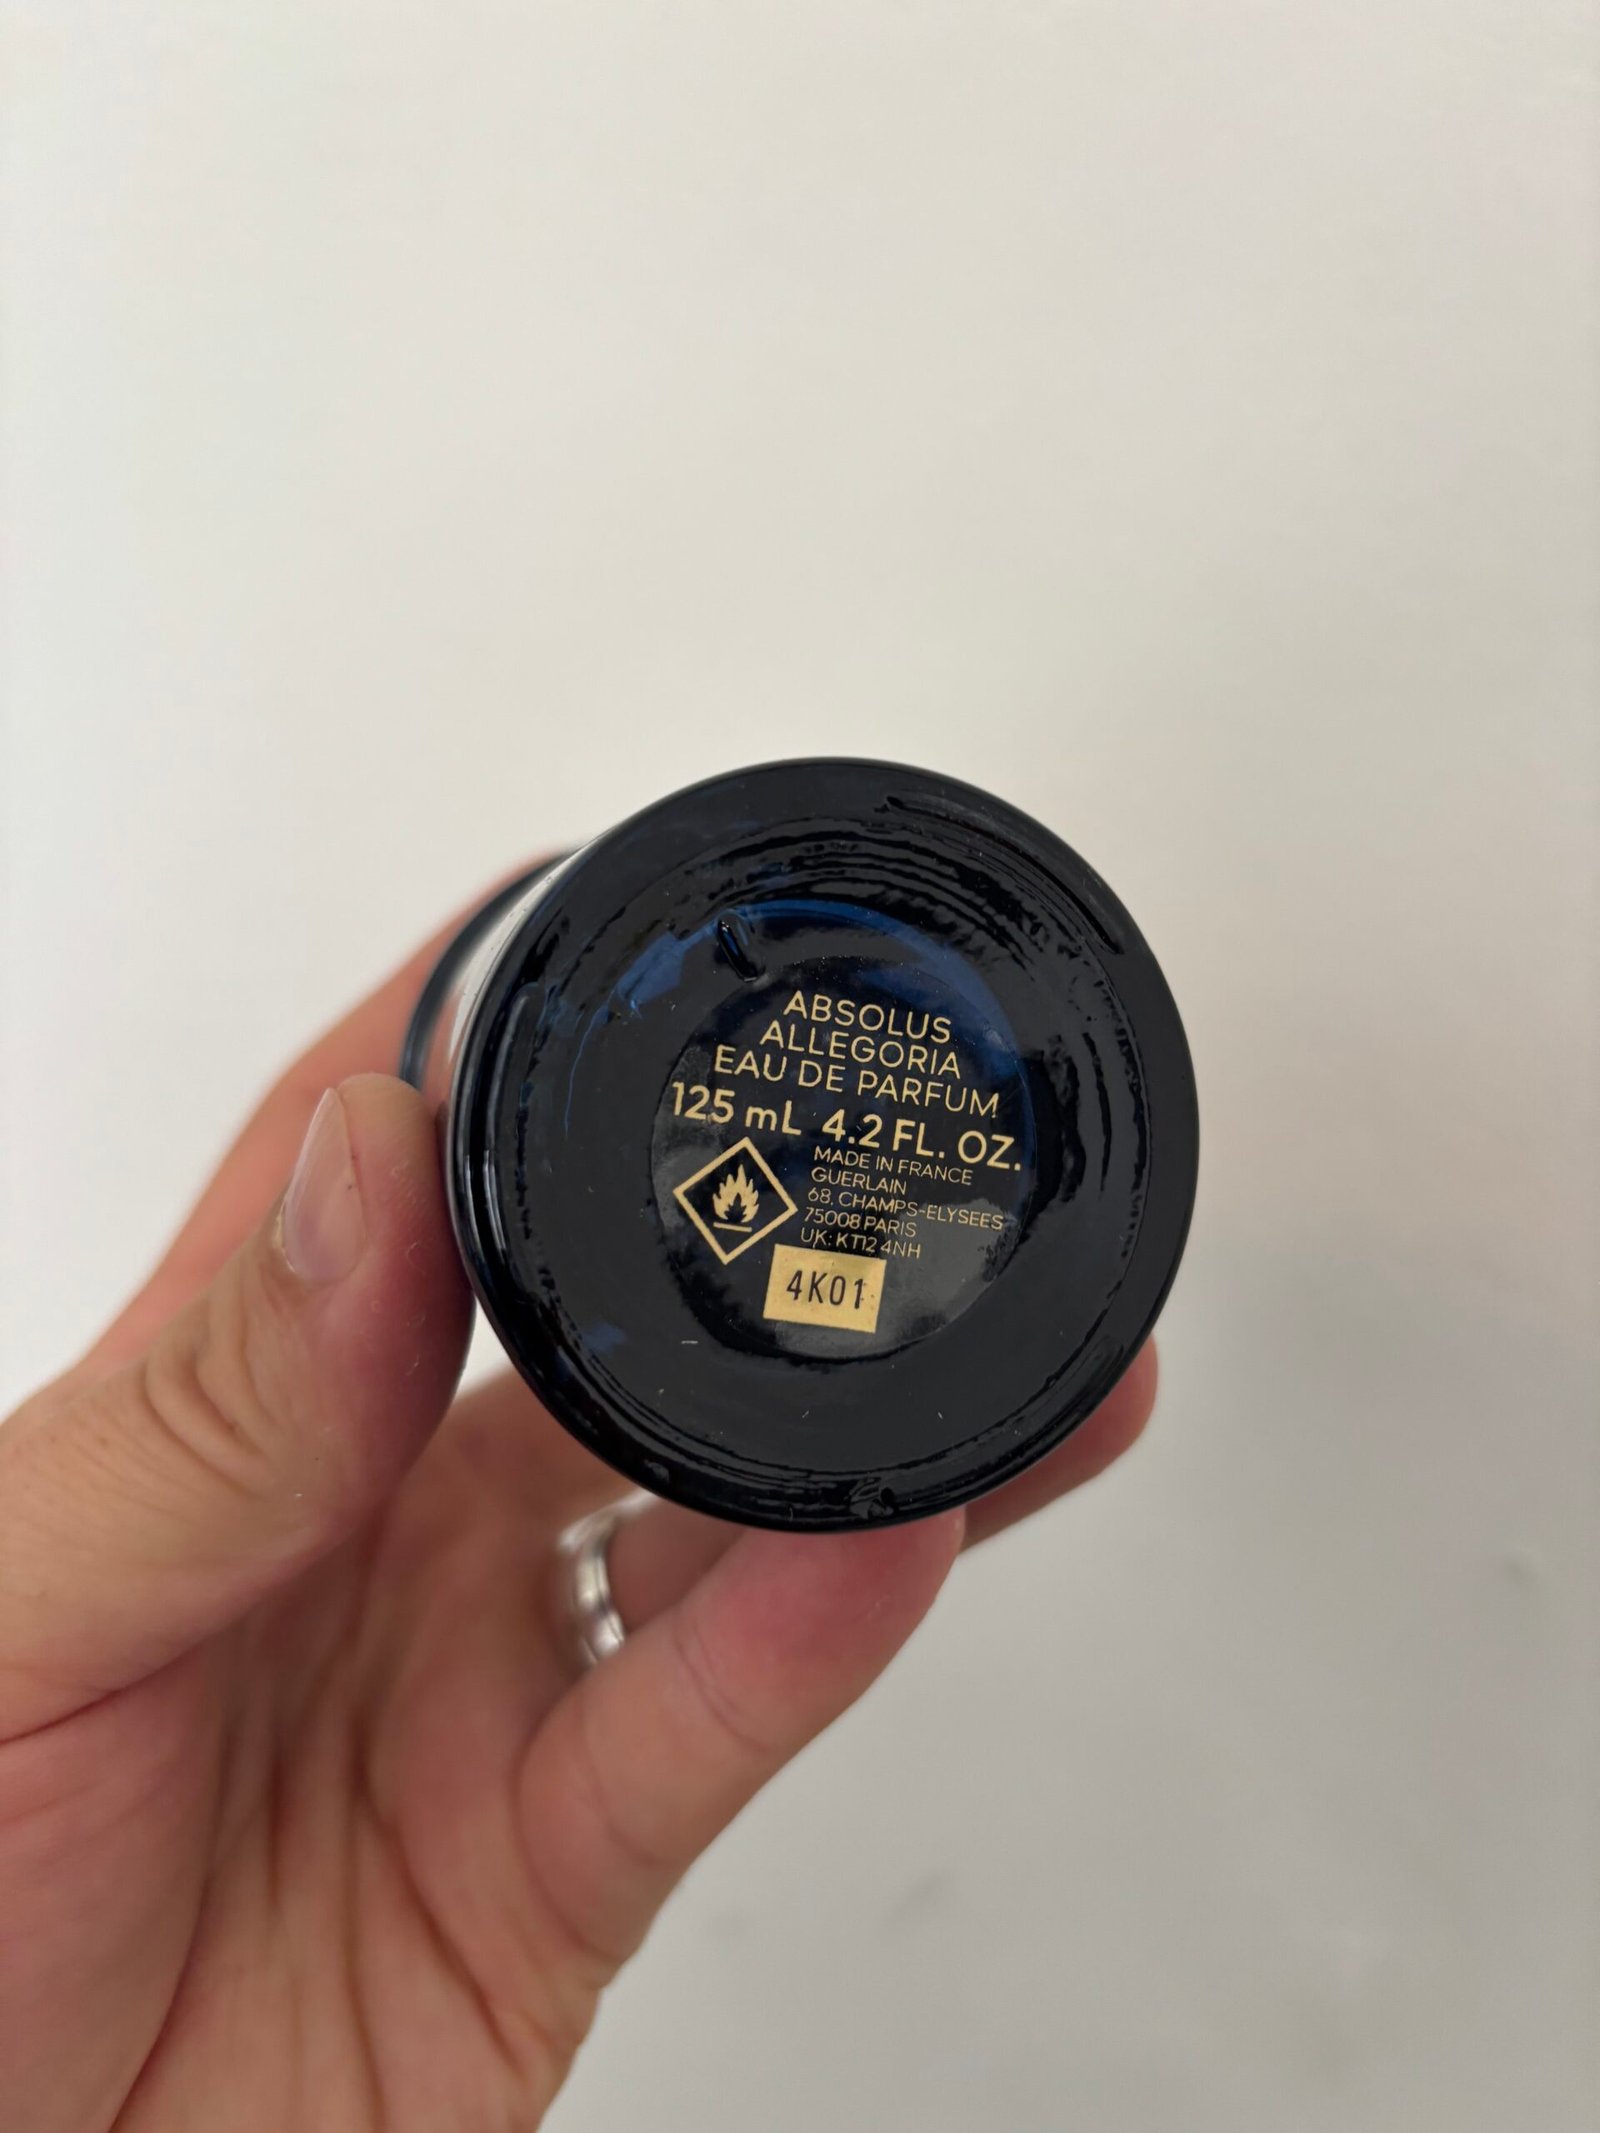 ABSOLUS
ALLEGORIA
EAU DE PARFUM
125 mL 4.2 FL. OZ.
MADE IN FRANCE
GUERLAIN
68, CHAMPS-ELYSEES
75008 PARIS
UK: KT12 4NH
4K01